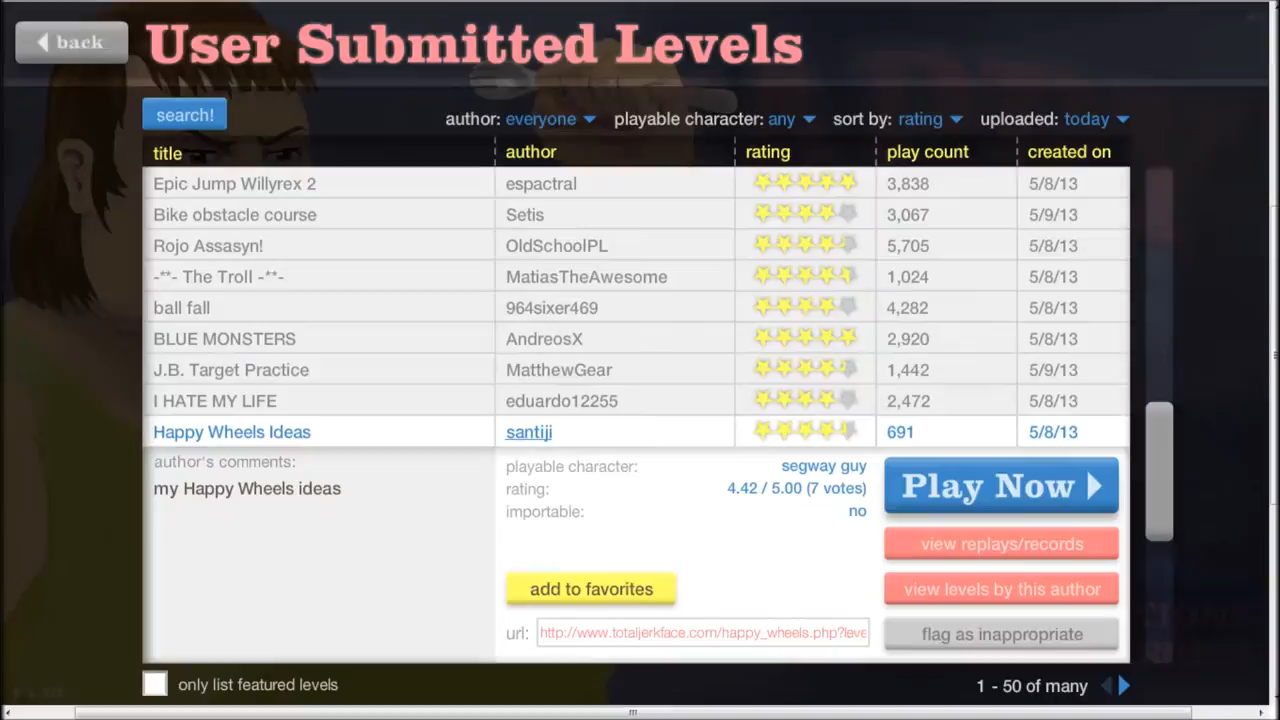 back
User Submitted Levels
search!
author: everyone playable character: any sort by: rating uploaded: today
title author rating play count created on
Epic Jump Willyrex 2 espactral 3,838 5/8/13
Bike obstacle course Setis 3,067 5/9/13
Rojo Assasyn! OldSchoolPL 5,705 5/8/13
-**- The Troll -**- MatiasTheAwesome 1,024 5/8/13
ball fall 964sixer469 4,282 5/8/13
BLUE MONSTERS AndreosX 2,920 5/8/13
J.B. Target Practice MatthewGear 1,442 5/9/13
I HATE MY LIFE eduardo12255 2,472 5/8/13
Happy Wheels Ideas santiji 691 5/8/13
author's comments:
my Happy Wheels ideas
playable character: segway guy
rating: 4.42 / 5.00 (7 votes)
importable: no
add to favorites
url: http://www.totaljerkface.com/happy_wheels.php?leve
Play Now
view replays/records
view levels by this author
flag as inappropriate
only list featured levels
1 - 50 of many